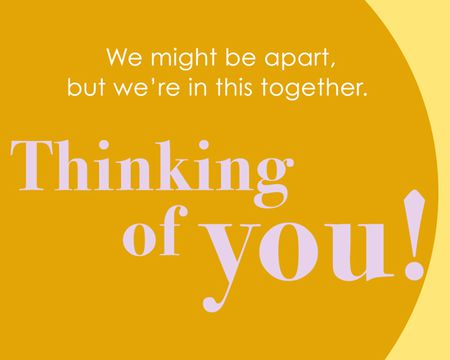 We might be apart,
but we’re in this together.
Thinking
of you!